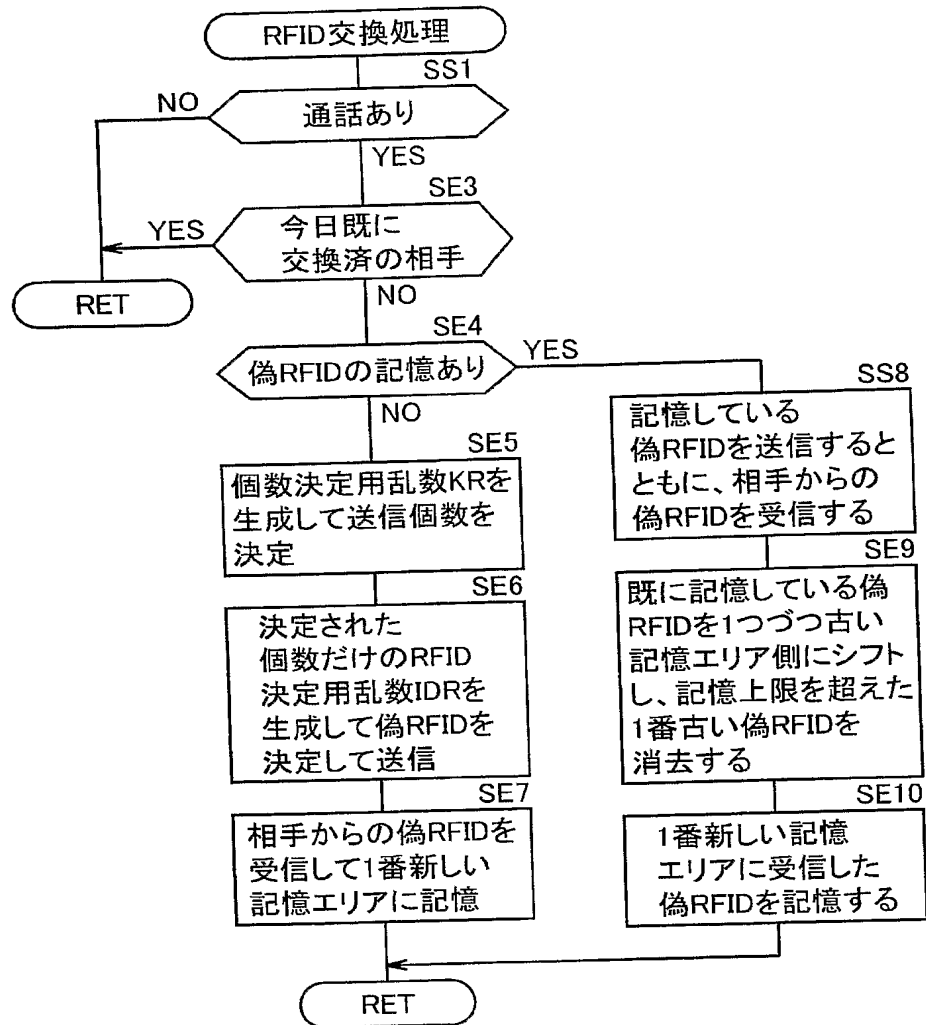 RFID交換処理
SS1
通話あり
NO
YES
SE3
今日既に
交換済の相手
YES
RET
NO
SE4
偽RFIDの記憶あり
YES
NO
SE5
個数決定用乱数KRを
生成して送信個数を
決定
SE6
決定された
個数だけのRFID
決定用乱数IDRを
生成して偽RFIDを
決定して送信
SE7
相手からの偽RFIDを
受信して1番新しい
記憶エリアに記憶
SS8
記憶している
偽RFIDを送信すると
ともに、相手からの
偽RFIDを受信する
SE9
既に記憶している偽
RFIDを1つづつ古い
記憶エリア側にシフト
し、記憶上限を超えた
1番古い偽RFIDを
消去する
SE10
1番新しい記憶
エリアに受信した
偽RFIDを記憶する
RET